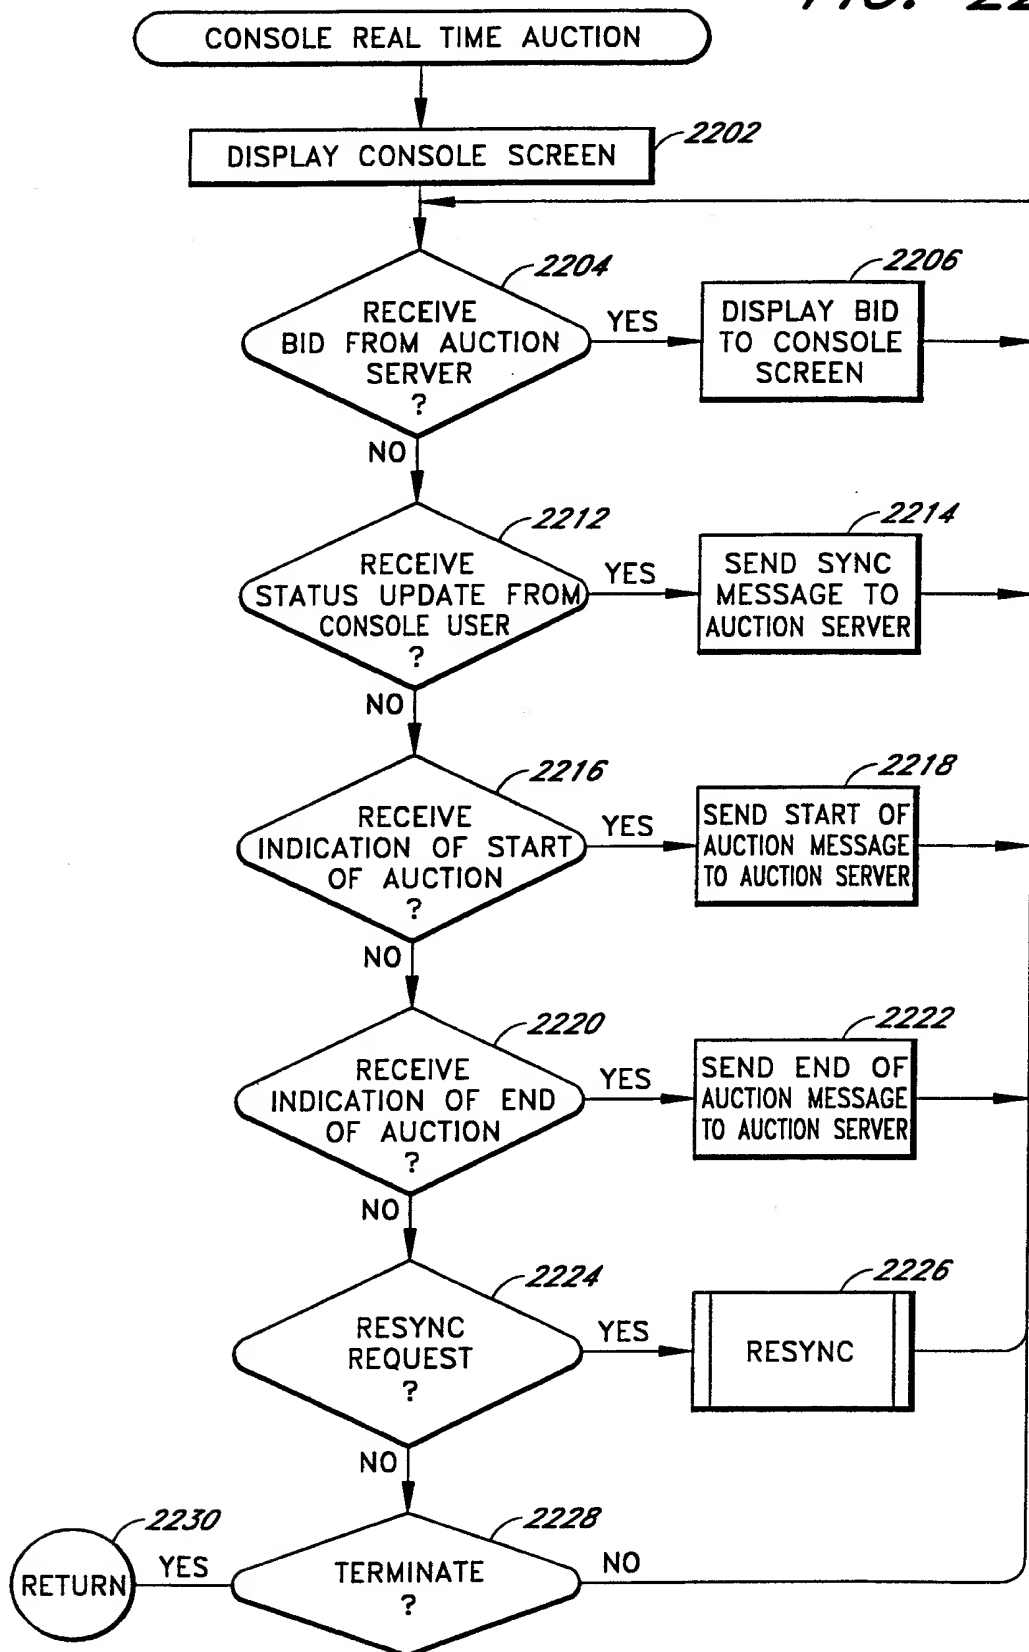 FIG. 22
CONSOLE REAL TIME AUCTION
2202
DISPLAY CONSOLE SCREEN
2204
RECEIVE
BID FROM AUCTION
SERVER
?
YES
2206
DISPLAY BID
TO CONSOLE
SCREEN
NO
2212
RECEIVE
STATUS UPDATE FROM
CONSOLE USER
?
YES
2214
SEND SYNC
MESSAGE TO
AUCTION SERVER
NO
2216
RECEIVE
INDICATION OF START
OF AUCTION
?
YES
2218
SEND START OF
AUCTION MESSAGE
TO AUCTION SERVER
NO
2220
RECEIVE
INDICATION OF END
OF AUCTION
?
YES
2222
SEND END OF
AUCTION MESSAGE
TO AUCTION SERVER
NO
2224
RESYNC
REQUEST
?
YES
2226
RESYNC
NO
2228
TERMINATE
?
NO
YES
2230
RETURN